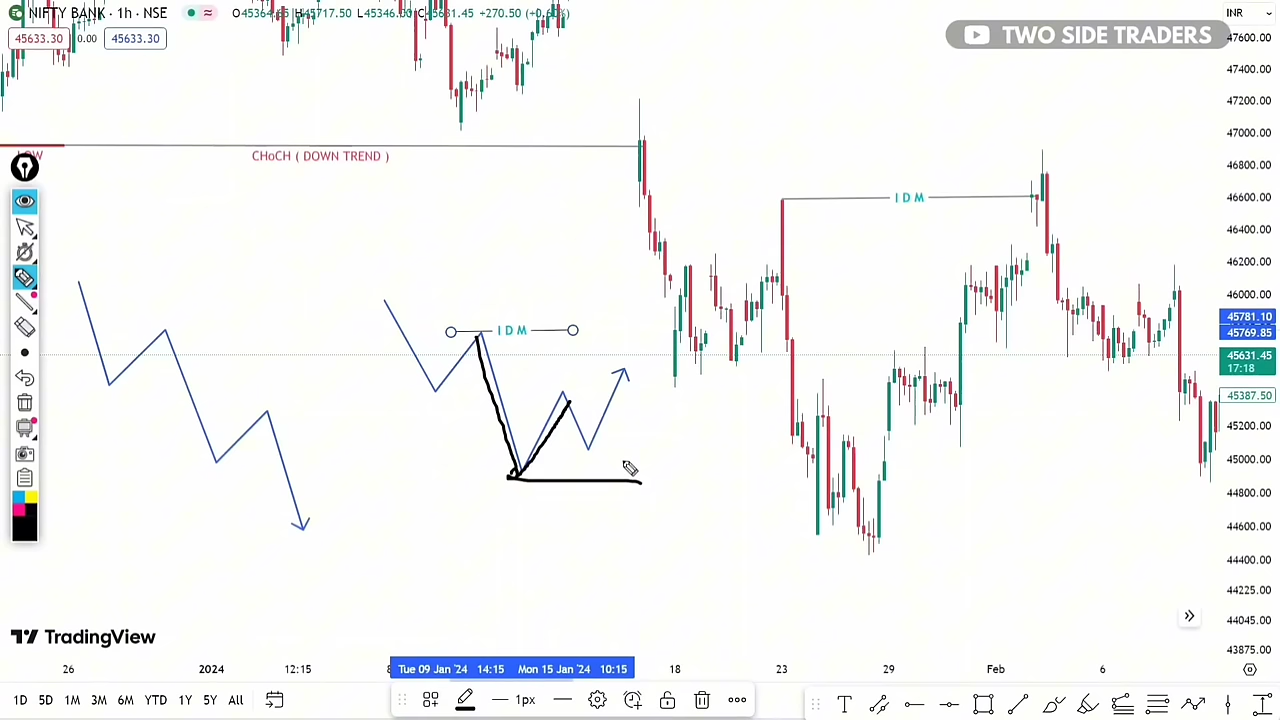 NIFTY BANK · 1h · NSE
45633.30 0.00 45633.30
TWO SIDE TRADERS
INR
47600.00
47400.00
47200.00
47000.00
46800.00
46600.00
46400.00
46200.00
46000.00
45781.10
45769.85
45631.45
17:18
45387.50
45200.00
45000.00
44800.00
44600.00
44400.00
44225.00
44045.00
43875.00
CHoCH ( DOWN TREND )
IDM
IDM
TradingView
26 2024 12:15 Tue 09 Jan '24 14:15 Mon 15 Jan '24 10:15 18 23 29 Feb 6
1D 5D 1M 3M 6M YTD 1Y 5Y All 1px